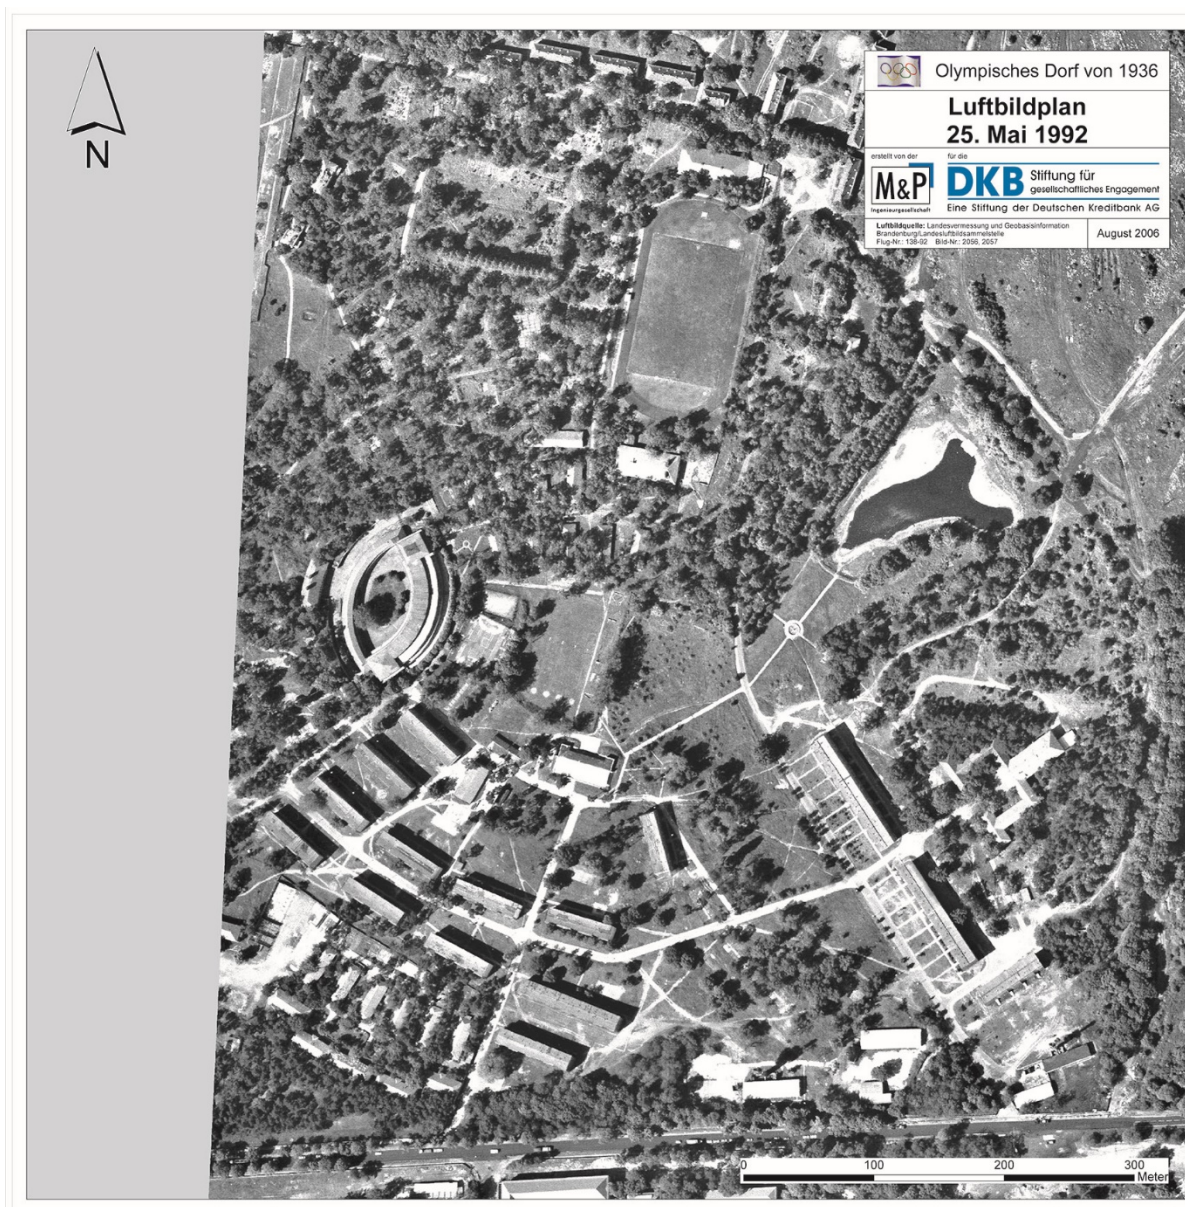 N
Olympisches Dorf von 1936
Luftbildplan
25. Mai 1992
erstellt von der
M&P
Ingenieurgesellschaft
für die
DKB Stiftung für
gesellschaftliches Engagement
Eine Stiftung der Deutschen Kreditbank AG
Luftbildquelle: Landesvermessung und Geobasisinformation
Brandenburg/Landesluftbildsammelstelle
Flug-Nr.: 138-92 Bild-Nr.: 2056, 2057
August 2006
0 100 200 300
Meter